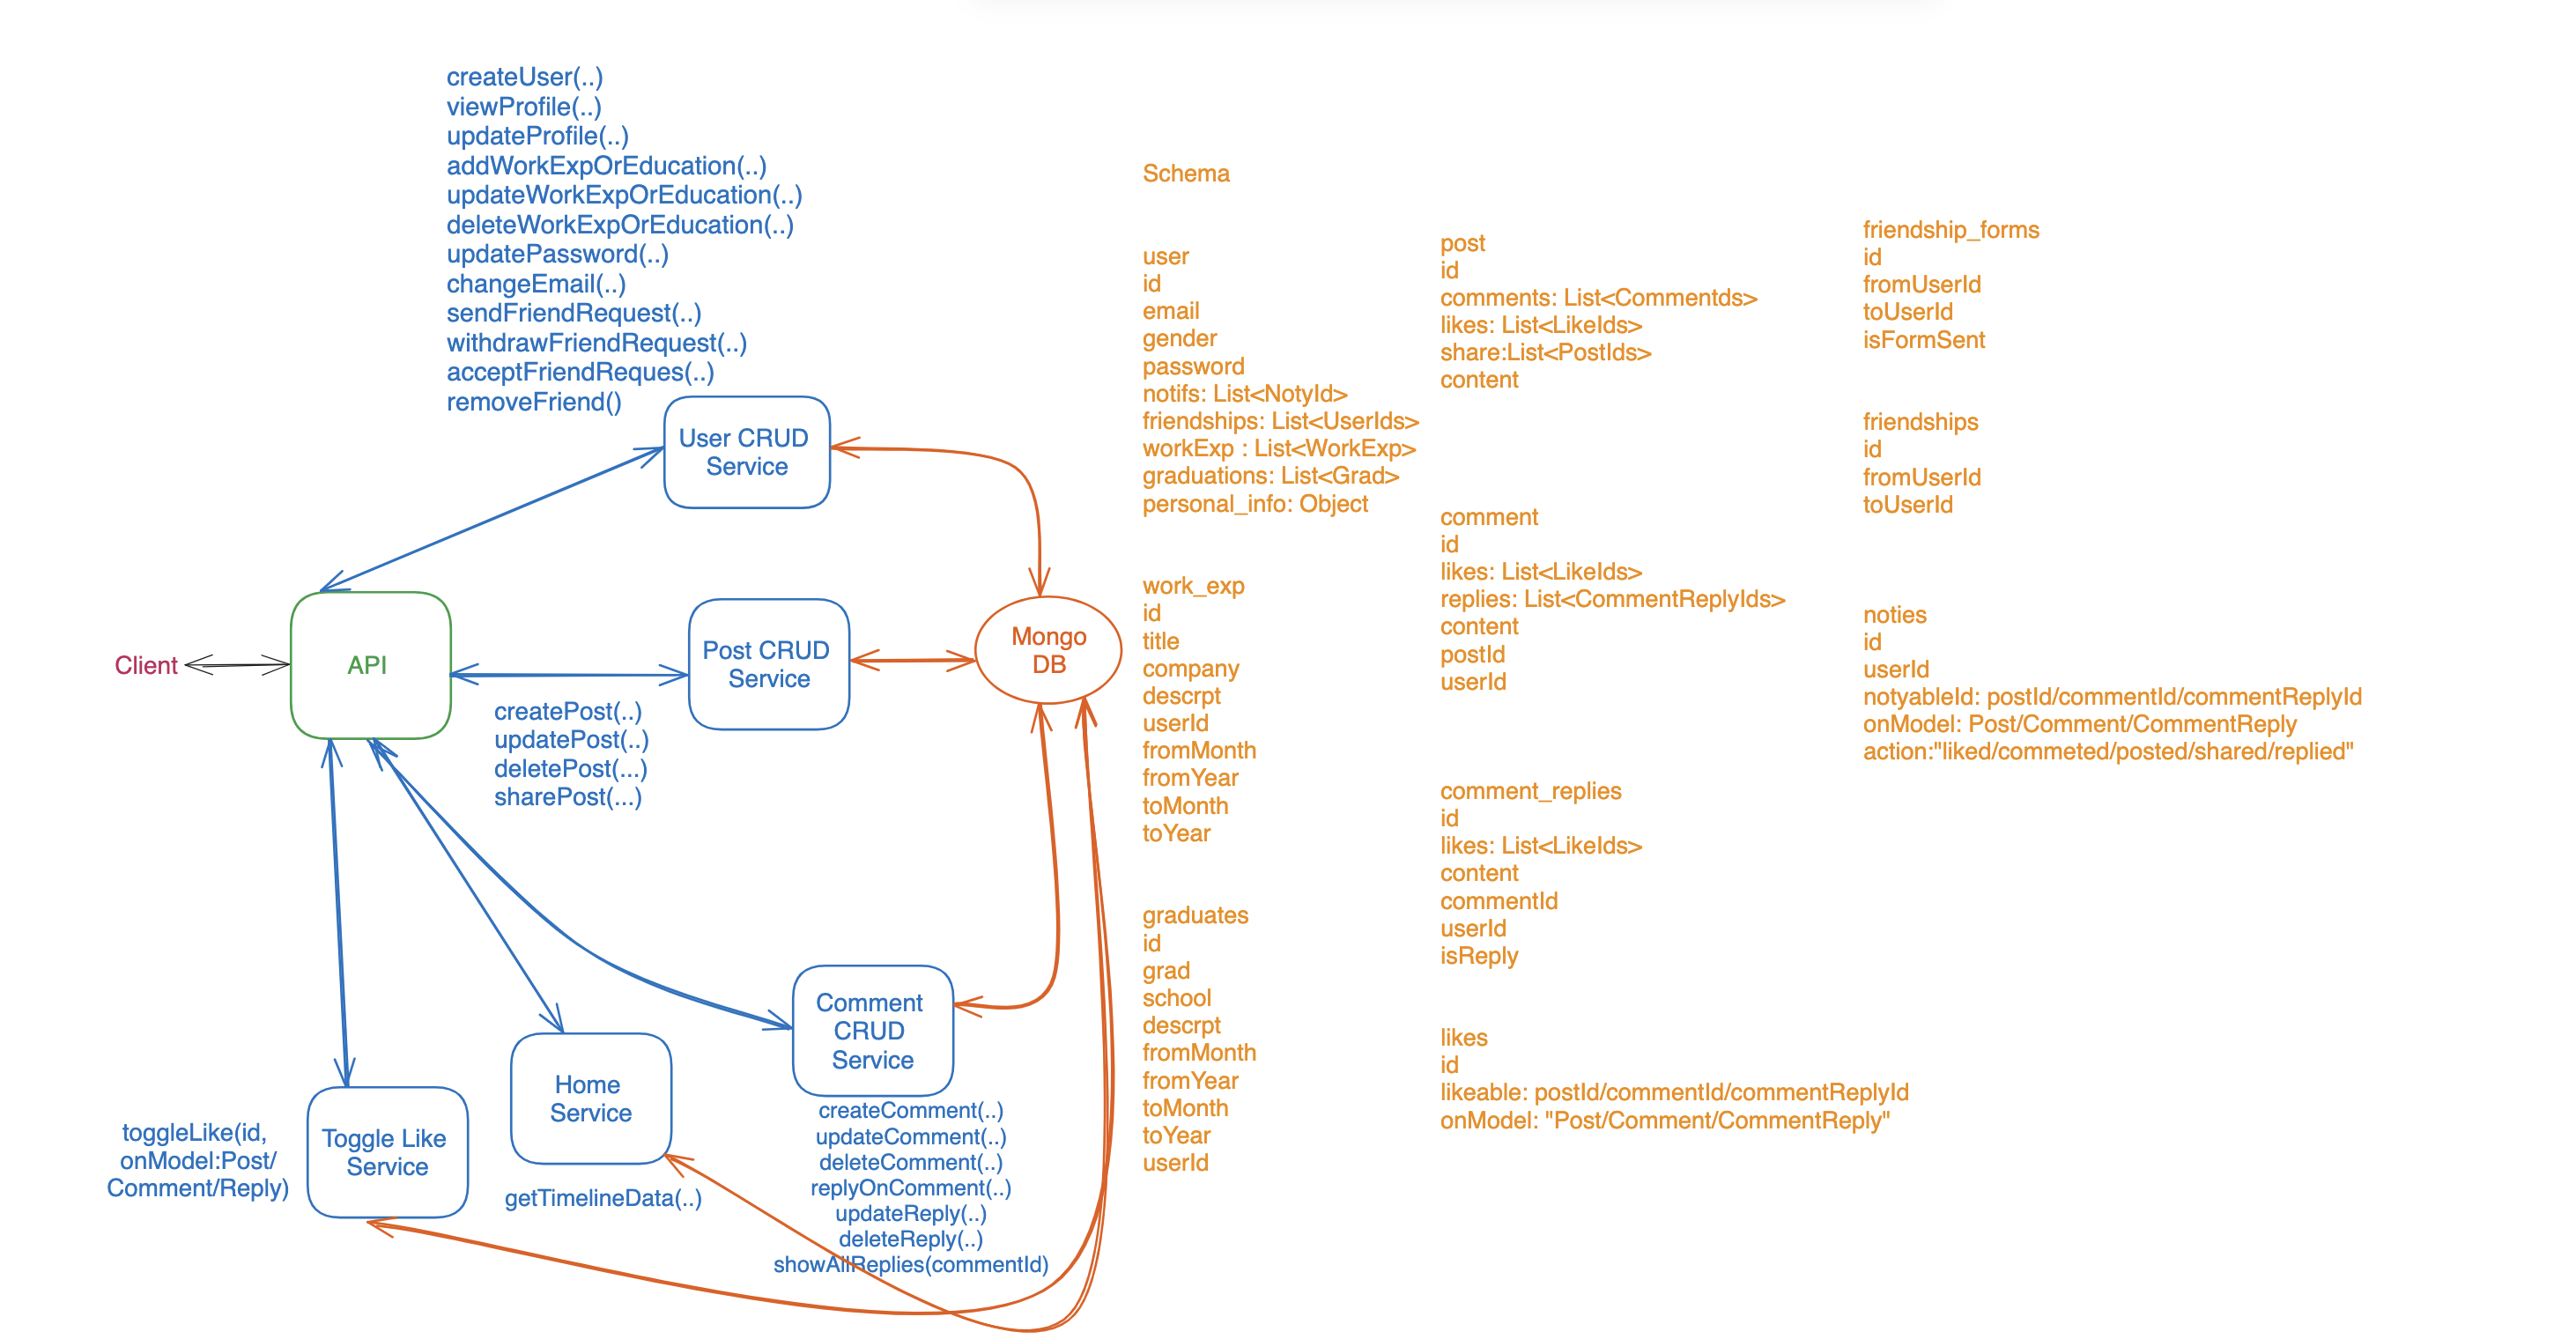 createUser(..)
viewProfile(..)
updateProfile(..)
addWorkExpOrEducation(..)
updateWorkExpOrEducation(..)
deleteWorkExpOrEducation(..)
updatePassword(..)
changeEmail(..)
sendFriendRequest(..)
withdrawFriendRequest(..)
acceptFriendReques(..)
removeFriend()
User CRUD
Service
Client
API
Post CRUD
Service
Mongo
DB
createPost(..)
updatePost(..)
deletePost(...)
sharePost(...)
Comment
CRUD
Service
createComment(..)
updateComment(..)
deleteComment(..)
replyOnComment(..)
updateReply(..)
deleteReply(..)
showAllReplies(commentId)
Home
Service
getTimelineData(..)
Toggle Like
Service
toggleLike(id,
onModel:Post/
Comment/Reply)
Schema
user
id
email
gender
password
notifs: List<NotyId>
friendships: List<UserIds>
workExp : List<WorkExp>
graduations: List<Grad>
personal_info: Object
work_exp
id
title
company
descrpt
userId
fromMonth
fromYear
toMonth
toYear
graduates
id
grad
school
descrpt
fromMonth
fromYear
toMonth
toYear
userId
post
id
comments: List<Commentds>
likes: List<LikeIds>
share:List<PostIds>
content
comment
id
likes: List<LikeIds>
replies: List<CommentReplyIds>
content
postId
userId
comment_replies
id
likes: List<LikeIds>
content
commentId
userId
isReply
likes
id
likeable: postId/commentId/commentReplyId
onModel: "Post/Comment/CommentReply"
friendship_forms
id
fromUserId
toUserId
isFormSent
friendships
id
fromUserId
toUserId
noties
id
userId
notyableId: postId/commentId/commentReplyId
onModel: Post/Comment/CommentReply
action:"liked/commeted/posted/shared/replied"